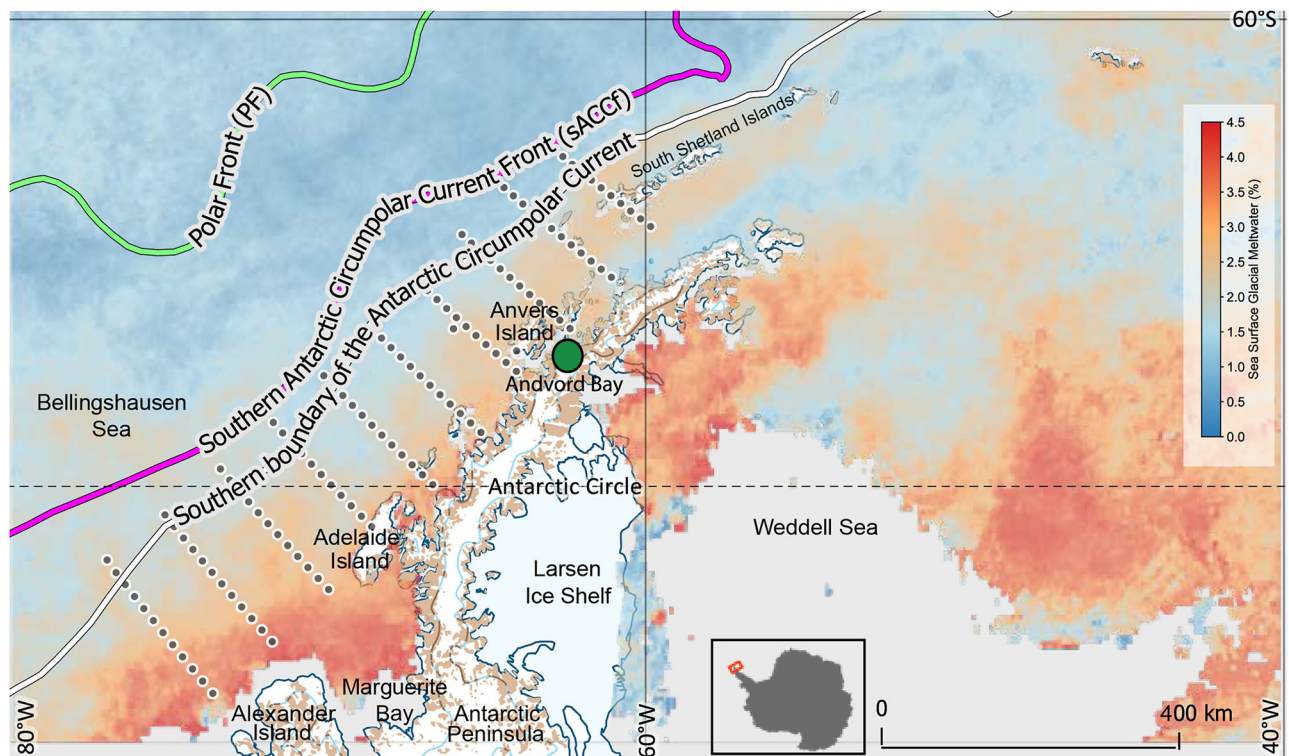 60°S
Polar Front (PF)
Southern Antarctic Circumpolar Current Front (sACCf)
Southern boundary of the Antarctic Circumpolar Current
South Shetland Islands
4.5
4.0
3.5
3.0
2.5
2.0
1.5
1.0
0.5
0.0
Sea Surface Glacial Meltwater (%)
Anvers
Island
Andvord Bay
Bellingshausen
Sea
Antarctic Circle
Weddell Sea
Adelaide
Island
Larsen
Ice Shelf
Marguerite
Bay
Alexander
Island
Antarctic
Peninsula
0
400 km
80°W
60°W
40°W